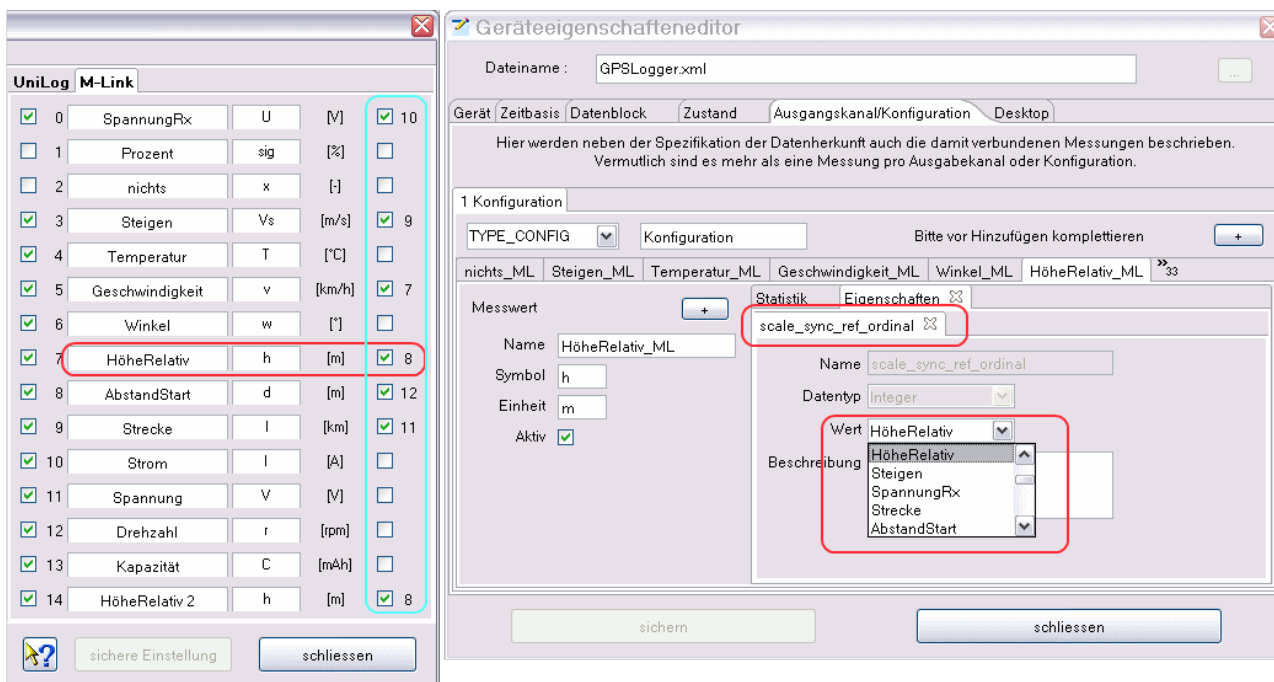 UniLog M-Link
0 SpannungRx U [V] 10
1 Prozent sig [%]
2 nichts x [-]
3 Steigen Vs [m/s] 9
4 Temperatur T [°C]
5 Geschwindigkeit v [km/h] 7
6 Winkel w [°]
7 HöheRelativ h [m] 8
8 AbstandStart d [m] 12
9 Strecke l [km] 11
10 Strom I [A]
11 Spannung V [V]
12 Drehzahl r [rpm]
13 Kapazität C [mAh]
14 HöheRelativ 2 h [m] 8
? sichere Einstellung schliessen
Geräteeigenschafteneditor
Dateiname : GPSLogger.xml ...
Gerät Zeitbasis Datenblock Zustand Ausgangskanal/Konfiguration Desktop
Hier werden neben der Spezifikation der Datenherkunft auch die damit verbundenen Messungen beschrieben.
Vermutlich sind es mehr als eine Messung pro Ausgabekanal oder Konfiguration.
1 Konfiguration
TYPE_CONFIG Konfiguration Bitte vor Hinzufügen komplettieren +
nichts_ML Steigen_ML Temperatur_ML Geschwindigkeit_ML Winkel_ML HöheRelativ_ML »33
Messwert +
Name HöheRelativ_ML
Symbol h
Einheit m
Aktiv
Statistik Eigenschaften
scale_sync_ref_ordinal
Name scale_sync_ref_ordinal
Datentyp Integer
Wert HöheRelativ
Beschreibung
HöheRelativ
Steigen
SpannungRx
Strecke
AbstandStart
sichern schliessen